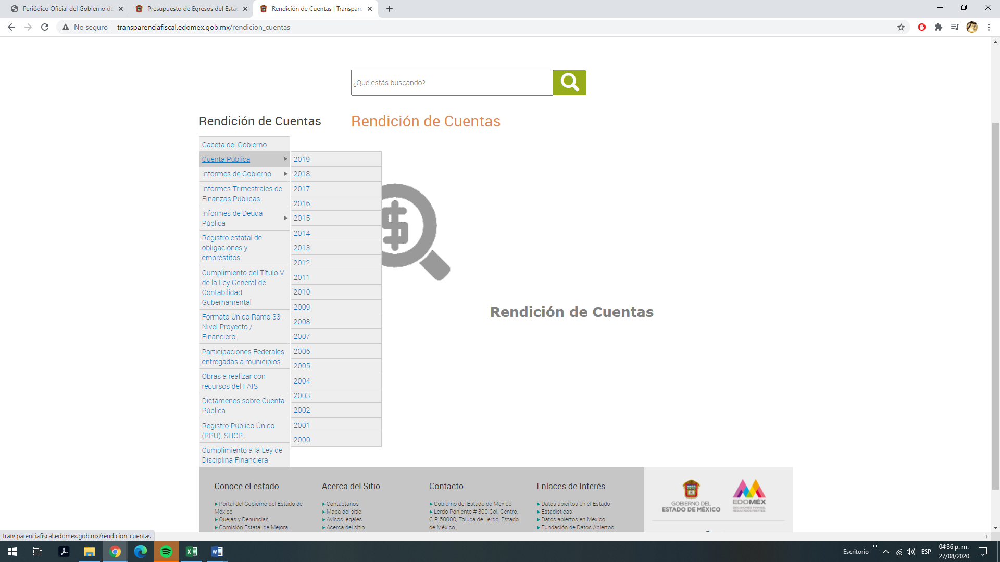 Periódico Oficial del Gobierno de
Presupuesto de Egresos del Estac
Rendición de Cuentas | Transpare
No seguro
transparenciafiscal.edomex.gob.mx/rendicion_cuentas
¿Qué estás buscando?
Rendición de Cuentas
Rendición de Cuentas
Gaceta del Gobierno
Cuenta Pública
Informes de Gobierno
Informes Trimestrales de
Finanzas Públicas
Informes de Deuda
Pública
Registro estatal de
obligaciones y
empréstitos
Cumplimiento del Título V
de la Ley General de
Contabilidad
Gubernamental
Formato Único Ramo 33 -
Nivel Proyecto /
Financiero
Participaciones Federales
entregadas a municipios
Obras a realizar con
recursos del FAIS
Dictámenes sobre Cuenta
Pública
Registro Público Único
(RPU), SHCP.
Cumplimiento a la Ley de
Disciplina Financiera
2019
2018
2017
2016
2015
2014
2013
2012
2011
2010
2009
2008
2007
2006
2005
2004
2003
2002
2001
2000
$
Rendición de Cuentas
Conoce el estado
Portal del Gobierno del Estado de
México
Quejas y Denuncias
Comisión Estatal de Mejora
Acerca del Sitio
Contáctanos
Mapa del sitio
Avisos legales
Acerca del sitio
Contacto
Gobierno del Estado de México
Lerdo Poniente # 300 Col. Centro,
C.P. 50000, Toluca de Lerdo, Estado
de México .
Enlaces de Interés
Datos abiertos en el Estado
Estadísticas
Datos abiertos en México
Fundación de Datos Abiertos
GOBIERNO DEL
ESTADO DE MÉXICO
EDOMÉX
DECISIONES FIRMES,
RESULTADOS FUERTES.
transparenciafiscal.edomex.gob.mx/rendicion_cuentas
Escritorio
ESP
04:36 p. m.
27/08/2020